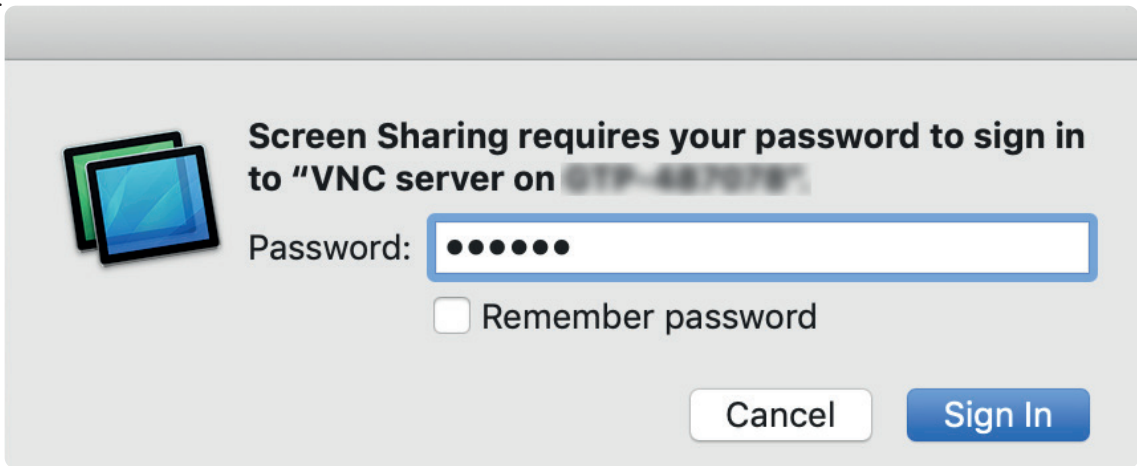 Screen Sharing requires your password to sign in
to “VNC server on
Password: ••••••
Remember password
Cancel Sign In